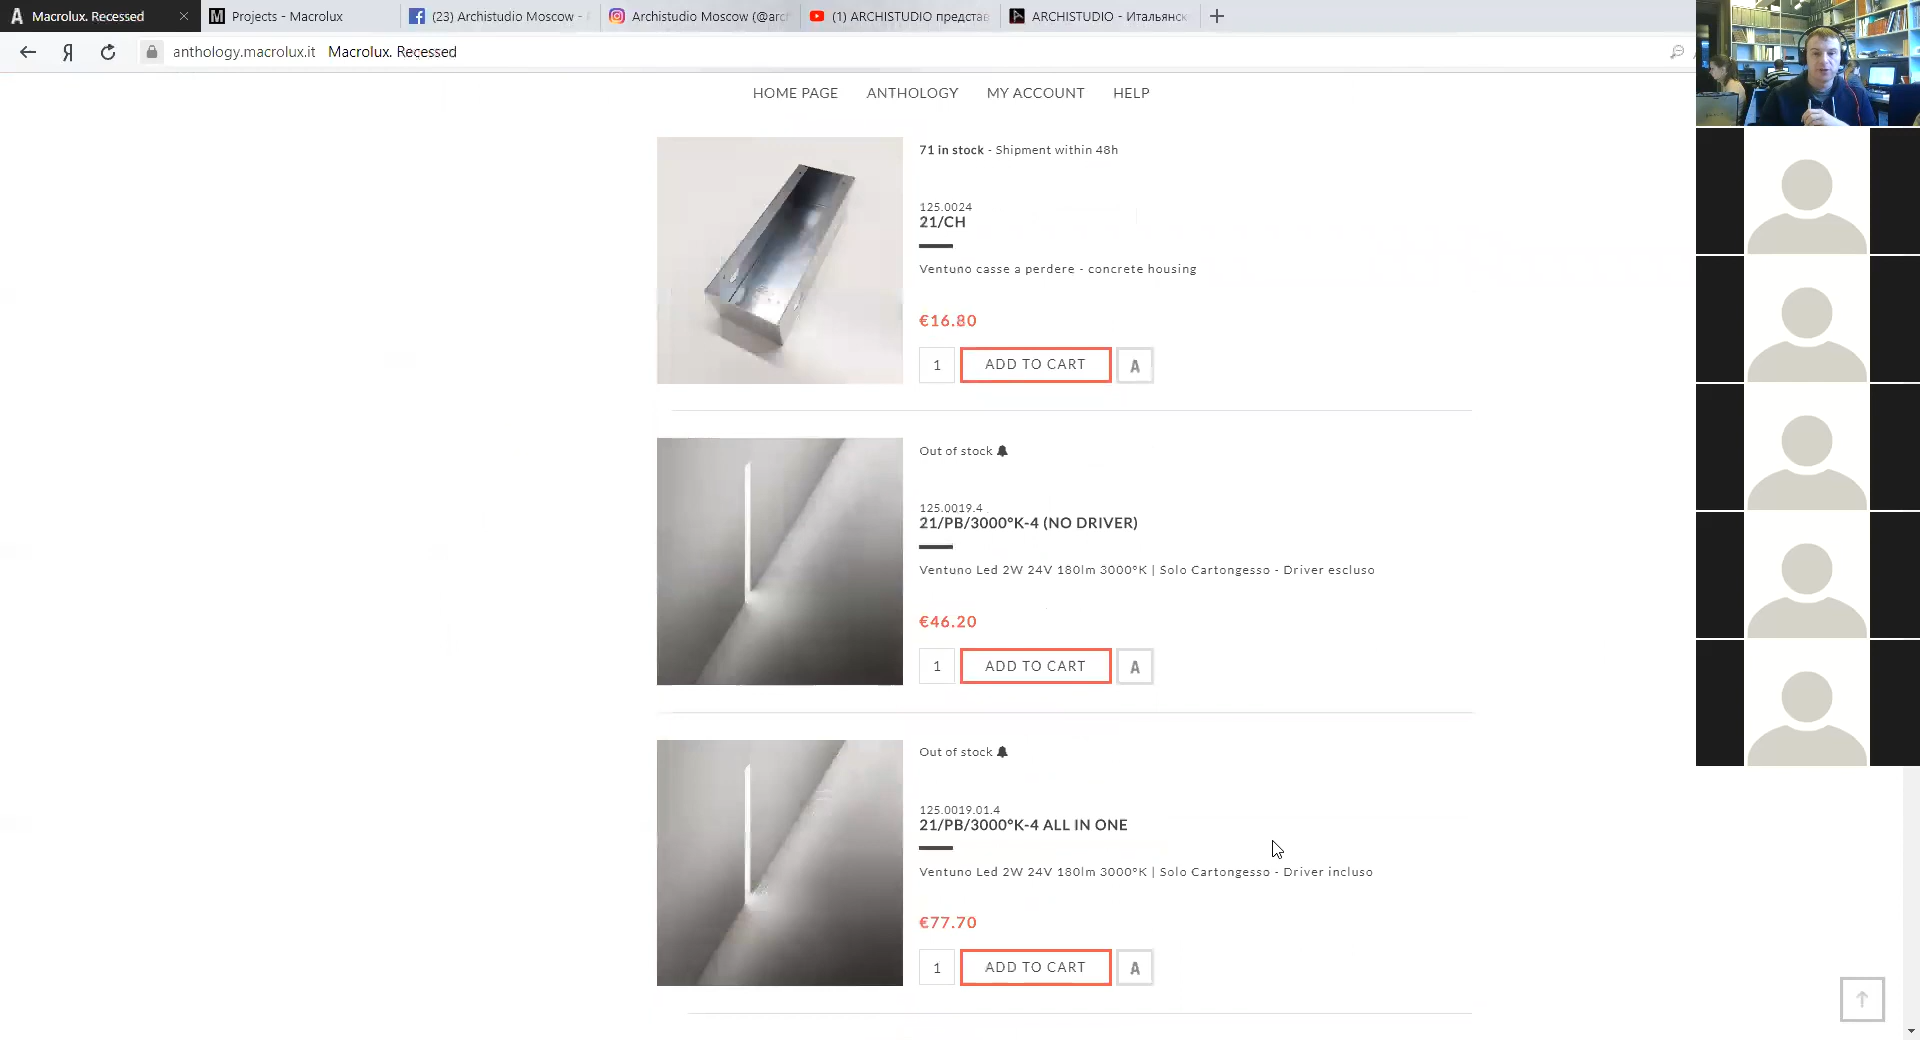 Macrolux. Recessed
Projects - Macrolux
(23) Archistudio Moscow -
Archistudio Moscow (@arc
(1) ARCHISTUDIO представ
ARCHISTUDIO - Итальянск
Я
anthology.macrolux.it Macrolux. Recessed
HOME PAGE ANTHOLOGY MY ACCOUNT HELP
71 in stock - Shipment within 48h
125.0024
21/CH
Ventuno casse a perdere - concrete housing
€16.80
1 ADD TO CART A
Out of stock
125.0019.4
21/PB/3000°K-4 (NO DRIVER)
Ventuno Led 2W 24V 180lm 3000°K | Solo Cartongesso - Driver escluso
€46.20
1 ADD TO CART A
Out of stock
125.0019.01.4
21/PB/3000°K-4 ALL IN ONE
Ventuno Led 2W 24V 180lm 3000°K | Solo Cartongesso - Driver incluso
€77.70
1 ADD TO CART A